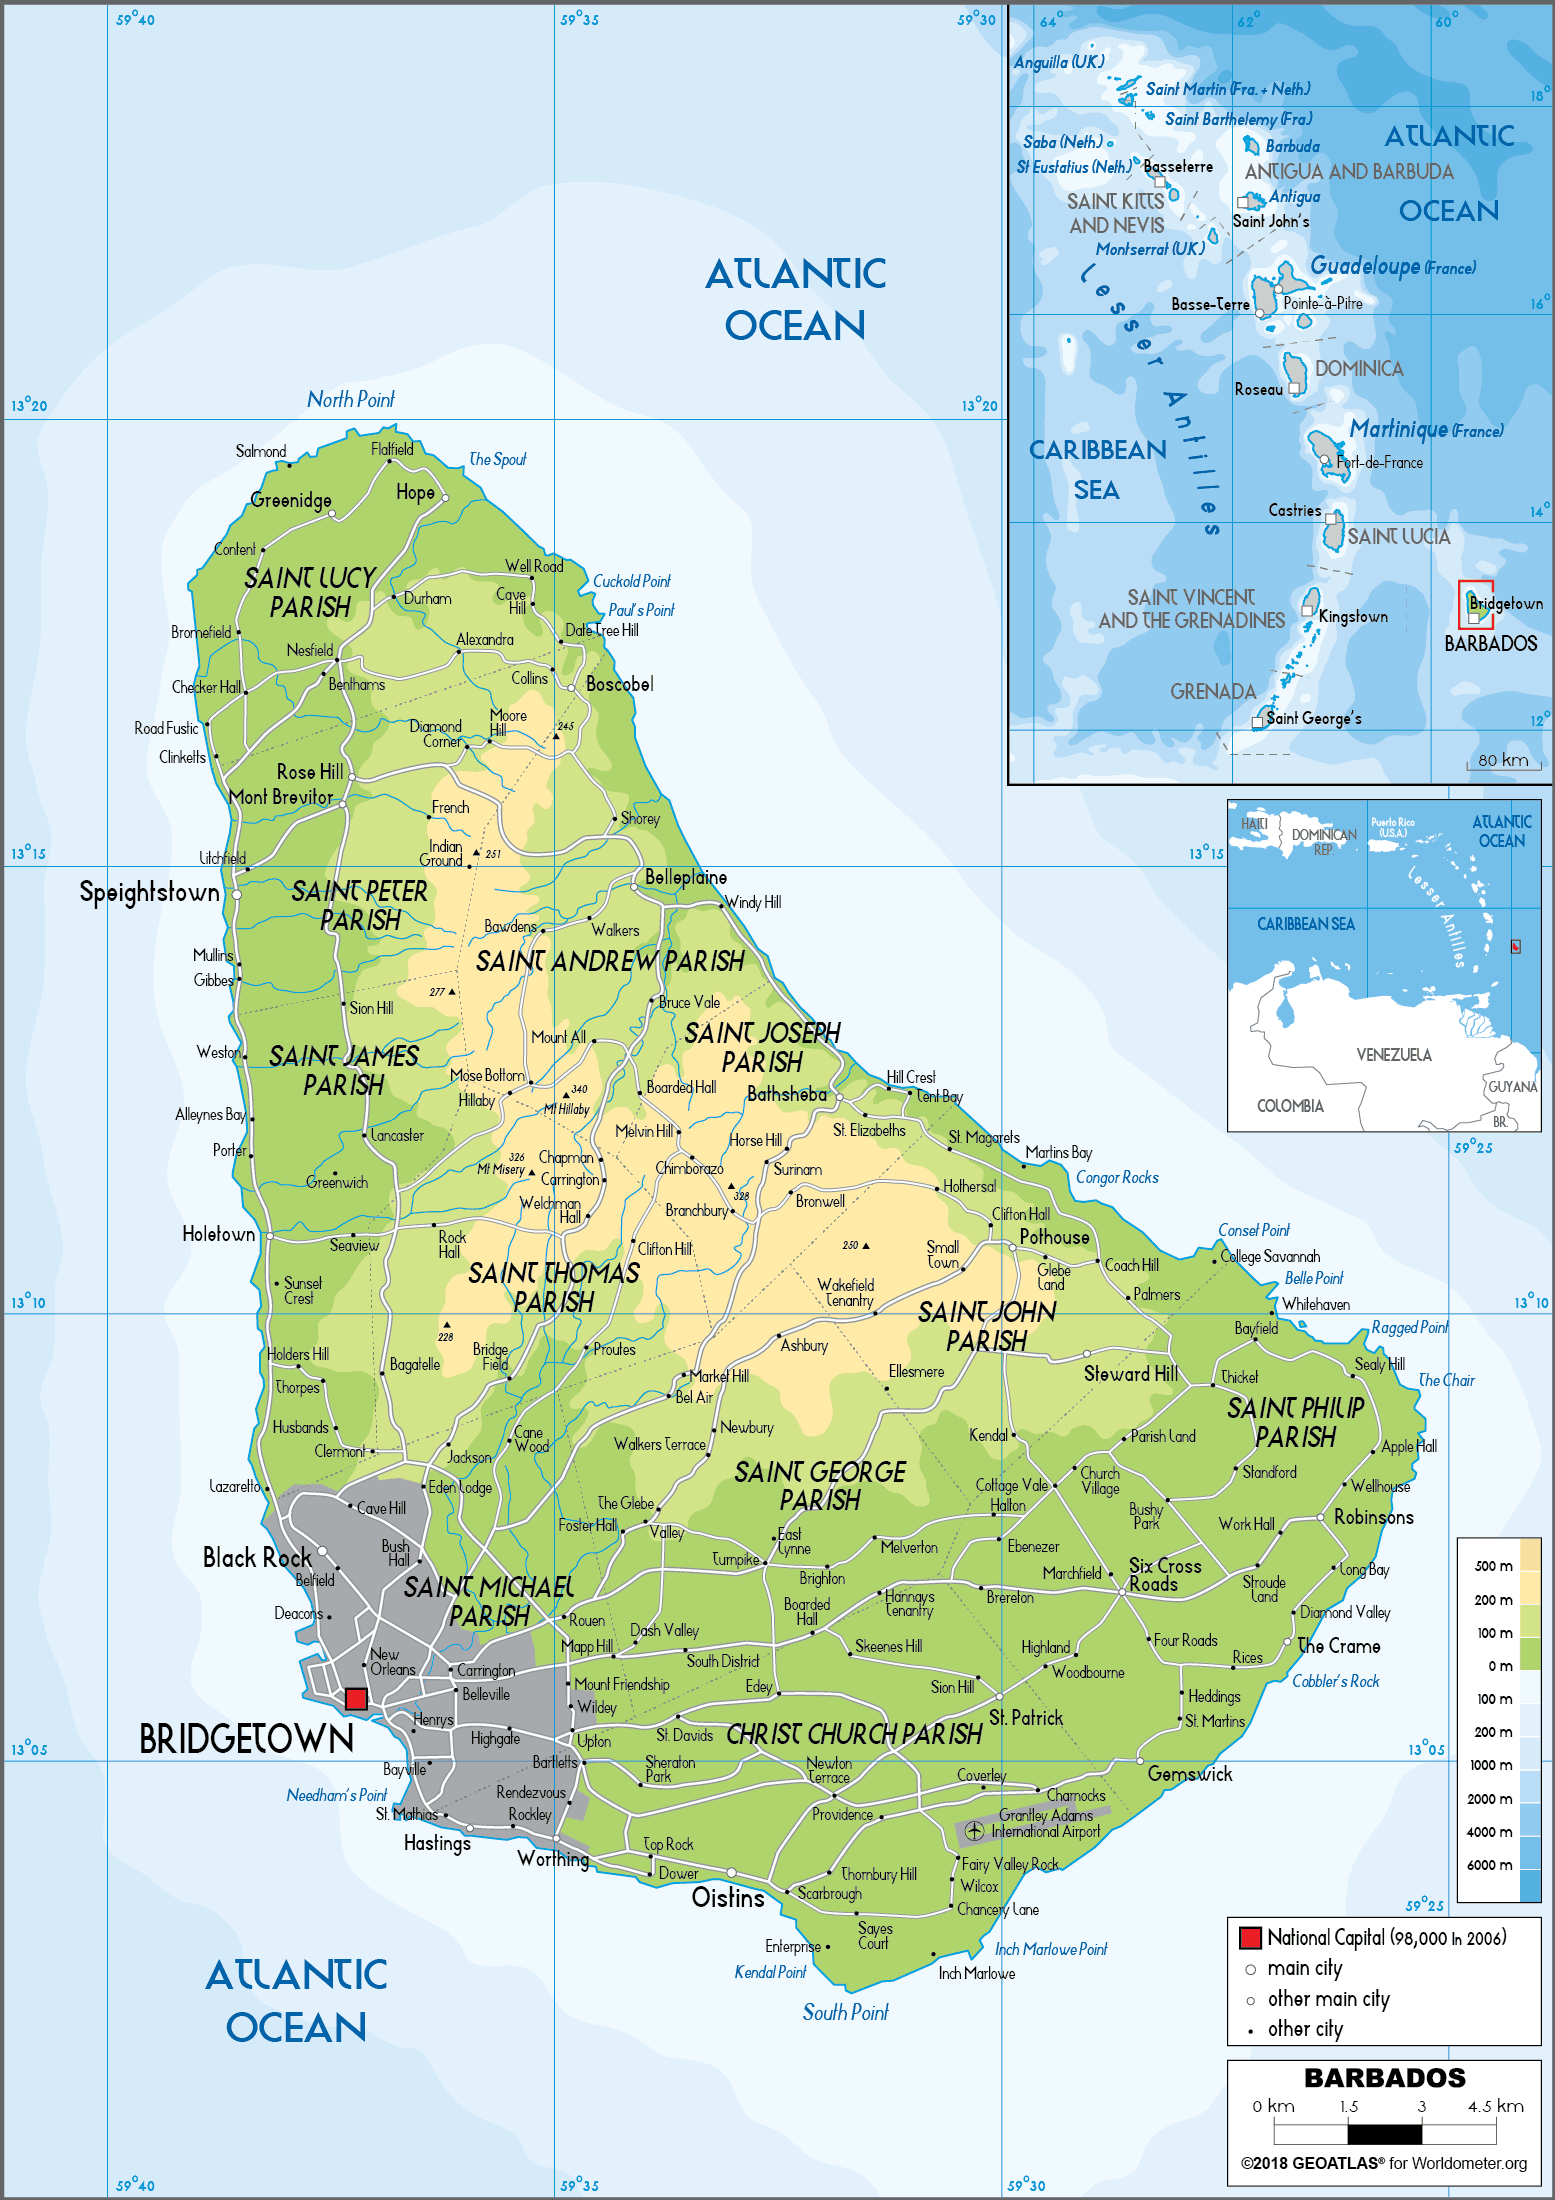 59°40
59°35
59°30
64°
62°
60°
Anguilla (U.K.)
Saint Martin (Fra. + Neth.)
18°
Saint Barthelemy (Fra.)
ATLANTIC
OCEAN
Saba (Neth.)
Barbuda
St Eustatius (Neth.)
Basseterre
ANTIGUA AND BARBUDA
SAINT KITTS
AND NEVIS
Antigua
Saint John's
Montserrat (U.K.)
Lesser Antilles
Guadeloupe (France)
Basse-Terre
Pointe-à-Pitre
16°
DOMINICA
Roseau
Martinique (France)
Fort-de-France
CARIBBEAN
SEA
Castries
14°
SAINT LUCIA
SAINT VINCENT
AND THE GRENADINES
Kingstown
Bridgetown
BARBADOS
GRENADA
Saint George's
12°
80 km
HAITI
DOMINICAN
REP.
Puerto Rico
(U.S.A.)
ATLANTIC
OCEAN
Lesser Antilles
CARIBBEAN SEA
VENEZUELA
GUYANA
COLOMBIA
BR.
ATLANTIC
OCEAN
North Point
13°20
13°20
Salmond
Flatfield
The Spout
Greenidge
Hope
Content
SAINT LUCY
PARISH
Well Road
Cuckold Point
Durham
Cave
Hill
Paul's Point
Bromefield
Date Tree Hill
Alexandra
Nesfield
Collins
Boscobel
Checker Hall
Benthams
Road Fustic
Diamond
Corner
Moore
Hill
245
Clinketts
Rose Hill
Mont Brevitor
French
Shorey
Indian
Ground
251
13°15
13°15
Litchfield
Speightstown
SAINT PETER
PARISH
Belleplaine
Windy Hill
Bawdens
Walkers
Mullins
SAINT ANDREW PARISH
Gibbes
277
Sion Hill
Bruce Vale
SAINT JOSEPH
PARISH
Mount All
Weston
SAINT JAMES
PARISH
Mose Bottom
Hillaby
340
Mt Hillaby
Boarded Hall
Bathsheba
Hill Crest
Tent Bay
Alleynes Bay
Lancaster
Melvin Hill
Horse Hill
St. Elizabeths
St. Magarets
Porter
326
Mt Misery
Chapman
Carrington
Chimborazo
Surinam
Martins Bay
59°25
Greenwich
328
Hothersal
Congor Rocks
Welchman
Hall
Branchbury
Bronwell
Clifton Hall
Holetown
Seaview
Rock
Hall
Clifton Hill
250
Small
Town
Pothouse
Conset Point
College Savannah
Sunset
Crest
SAINT THOMAS
PARISH
Wakefield
Tenantry
Glebe
Land
Coach Hill
Belle Point
Palmers
Whitehaven
13°10
13°10
228
SAINT JOHN
PARISH
Bayfield
Ragged Point
Holders Hill
Bagatelle
Bridge
Field
Proutes
Ashbury
Sealy Hill
Thorpes
Market Hill
Bel Air
Ellesmere
Steward Hill
Thicket
The Chair
Husbands
SAINT PHILIP
PARISH
Clermont
Jackson
Cane
Wood
Walkers Terrace
Newbury
Kendal
Parish Land
Apple Hall
Lazaretto
Eden Lodge
SAINT GEORGE
PARISH
Cottage Vale
Church
Village
Standford
Wellhouse
Cave Hill
The Glebe
Halton
Bushy
Park
Robinsons
Foster Hall
Valley
Work Hall
Black Rock
Bush
Hall
East
Lynne
Melverton
Ebenezer
Belfield
Turnpike
Brighton
Marchfield
Six Cross
Roads
Long Bay
SAINT MICHAEL
PARISH
Boarded
Hall
Hannays
Tenantry
Brereton
Stroude
Land
Deacons
Rouen
Dash Valley
Diamond Valley
Mapp Hill
Skeenes Hill
Highland
Four Roads
The Crame
New
Orleans
Carrington
South District
Woodbourne
Rices
Cobbler's Rock
Belleville
Mount Friendship
Edey
Sion Hill
Heddings
BRIDGETOWN
Henrys
Wildey
St. Patrick
St. Martins
Highgate
Upton
St. Davids
CHRIST CHURCH PARISH
13°05
13°05
Bayville
Bartletts
Sheraton
Park
Newton
Terrace
Coverley
Gemswick
Needham's Point
Rendezvous
Charnocks
St. Mathias
Rockley
Providence
Grantley Adams
International Airport
Hastings
Worthing
Top Rock
Dower
Thornbury Hill
Fairy Valley Rock
Oistins
Scarbrough
Wilcox
Chancery Lane
59°25
Enterprise
Sayes
Court
Kendal Point
Inch Marlowe Point
Inch Marlowe
South Point
ATLANTIC
OCEAN
500 m
200 m
100 m
0 m
100 m
200 m
1000 m
2000 m
4000 m
6000 m
National Capital (98,000 In 2006)
main city
other main city
other city
BARBADOS
0 km 1.5 3 4.5 km
©2018 GEOATLAS® for Worldometer.org
59°40
59°35
59°30